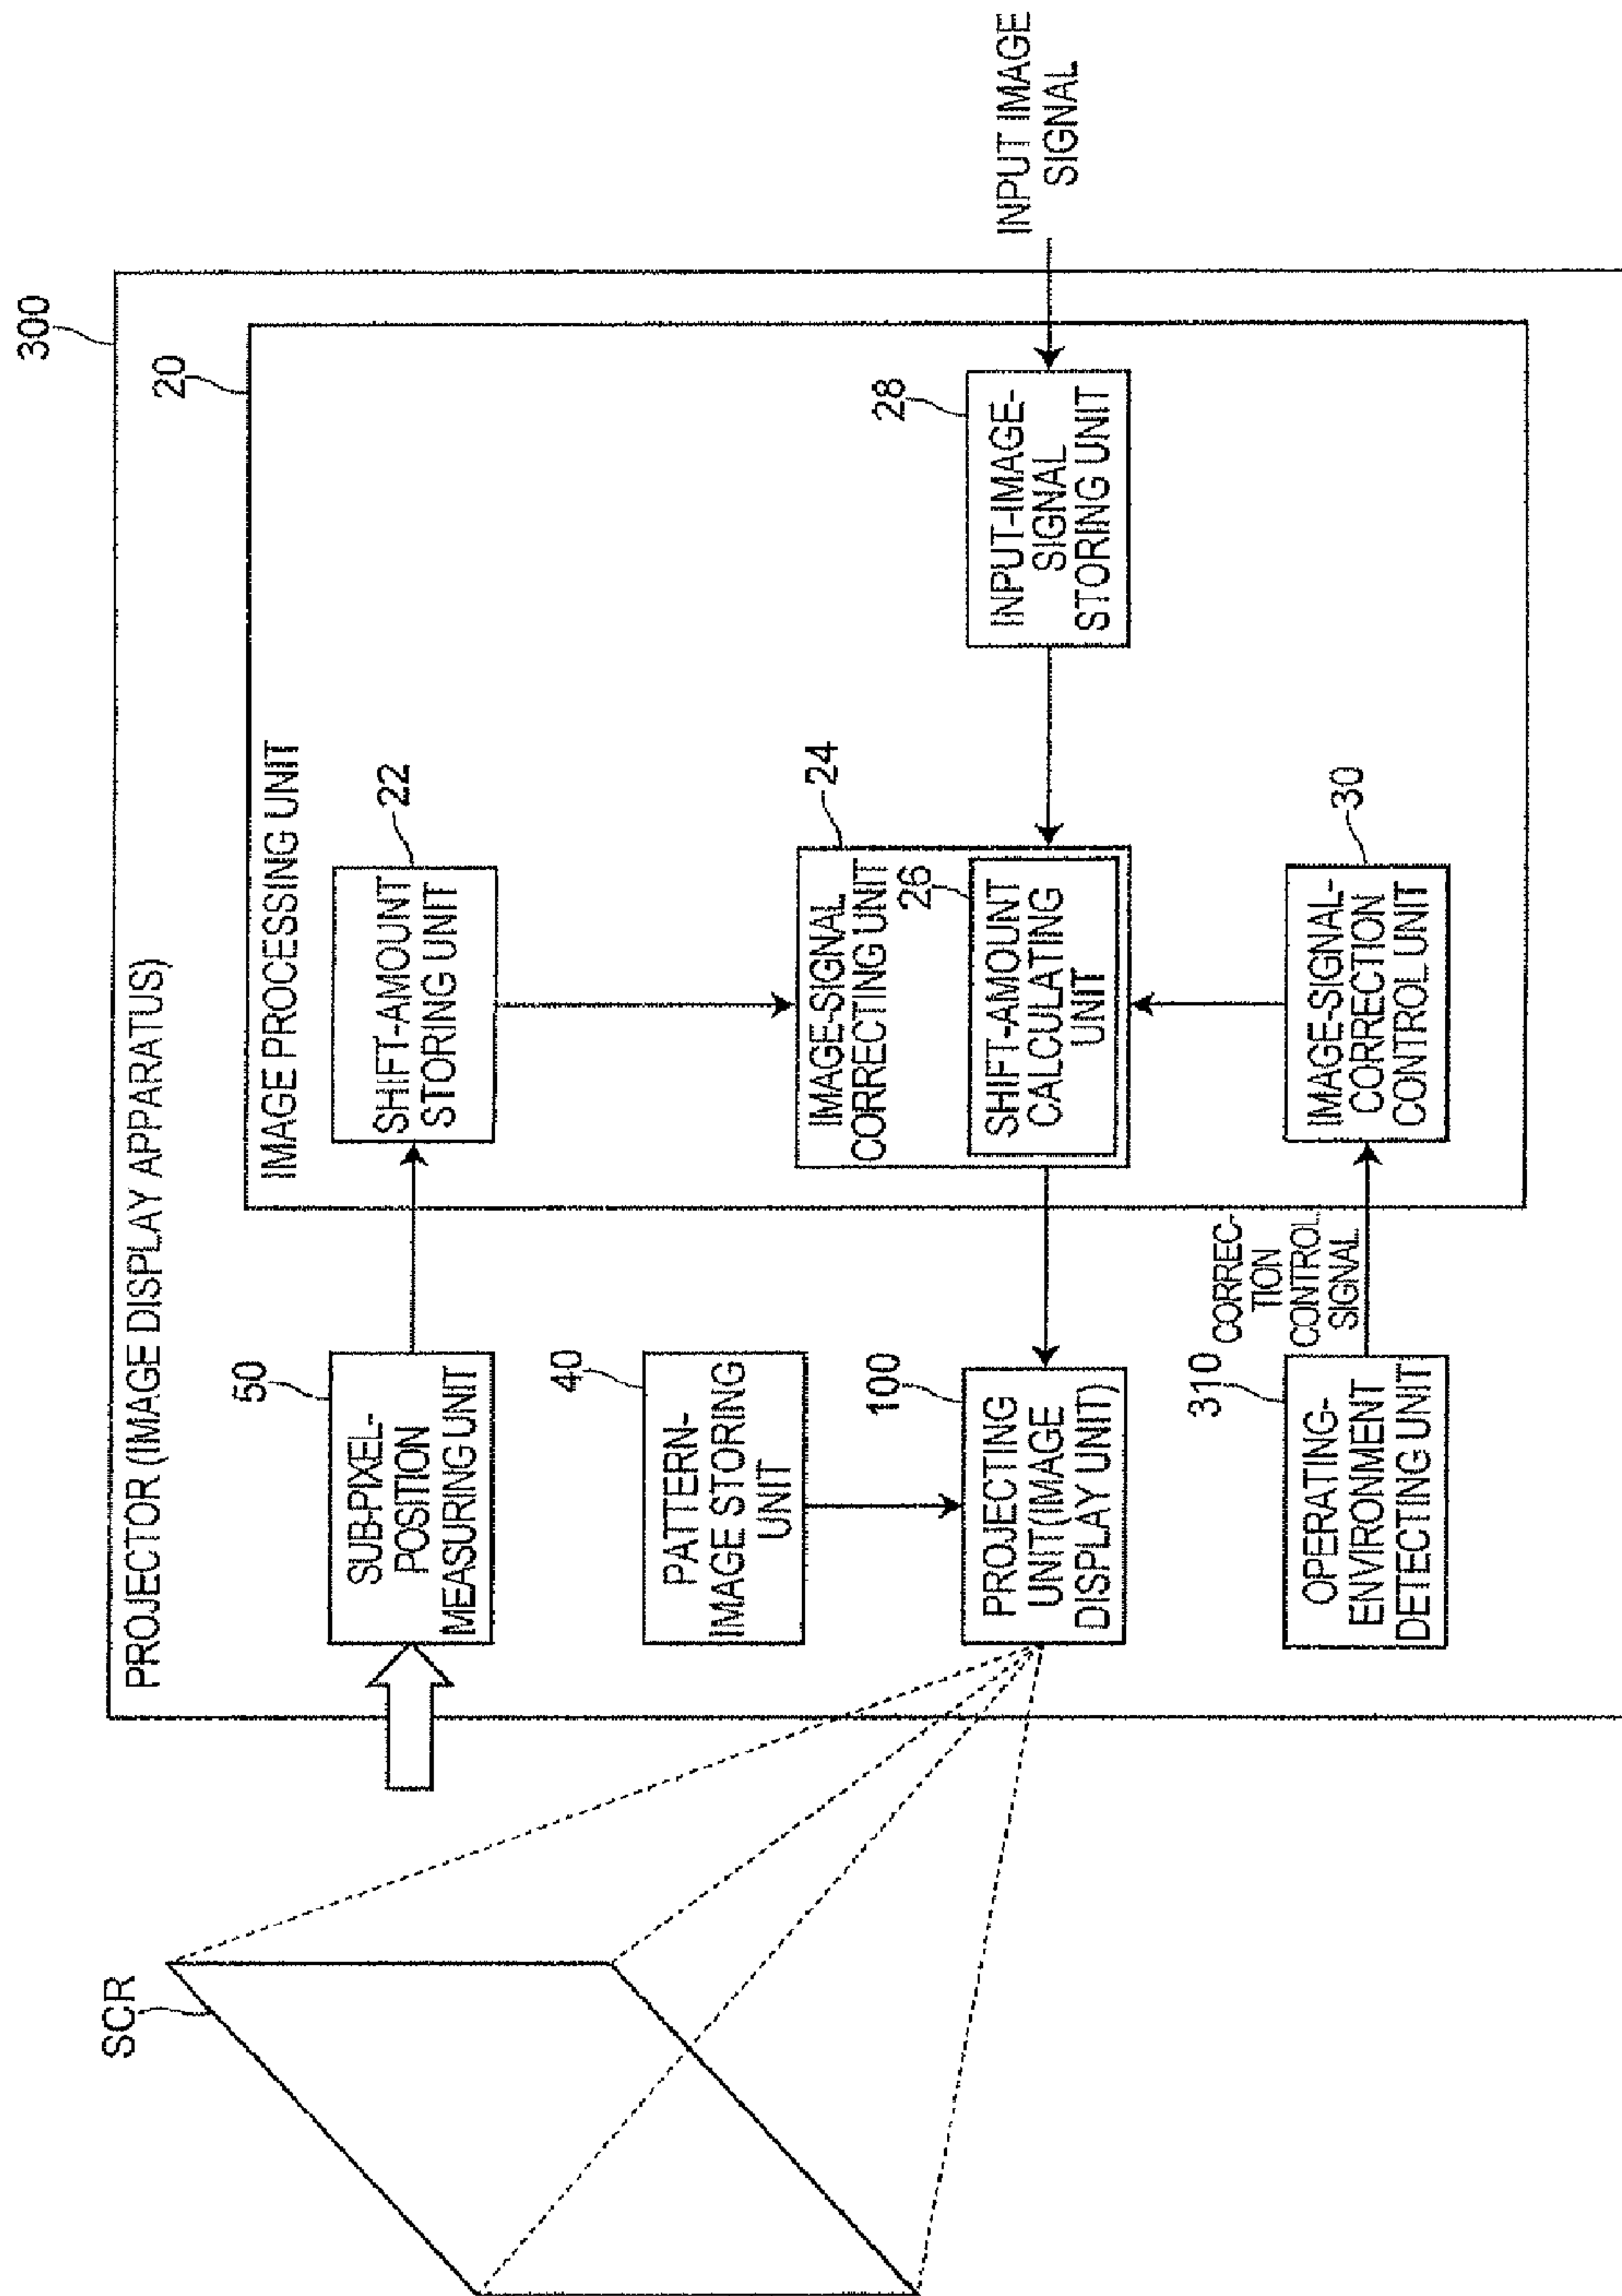 300
PROJECTOR (IMAGE DISPLAY APPARATUS)
20
IMAGE PROCESSING UNIT
SCR
50
SUB-PIXEL-
POSITION
MEASURING UNIT
22
SHIFT-AMOUNT
STORING UNIT
40
PATTERN-
IMAGE STORING
UNIT
24
IMAGE-SIGNAL
CORRECTING UNIT
26
SHIFT-AMOUNT
CALCULATING
UNIT
28
INPUT-IMAGE-
SIGNAL
STORING UNIT
INPUT IMAGE
SIGNAL
100
PROJECTING
UNIT(IMAGE
DISPLAY UNIT)
310
OPERATING-
ENVIRONMENT
DETECTING UNIT
CORREC-
TION
CONTROL
SIGNAL
30
IMAGE-SIGNAL-
CORRECTION
CONTROL UNIT